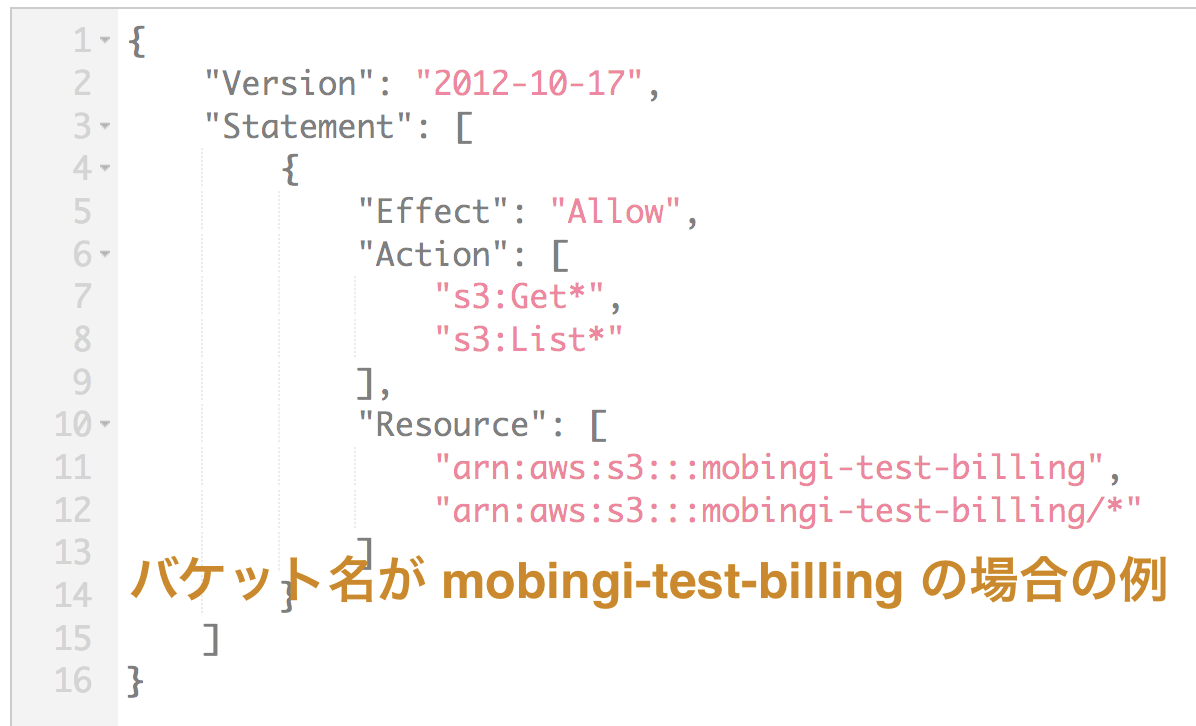 1 {
2     "Version": "2012-10-17",
3     "Statement": [
4         {
5             "Effect": "Allow",
6             "Action": [
7                 "s3:Get*",
8                 "s3:List*"
9             ],
10             "Resource": [
11                 "arn:aws:s3:::mobingi-test-billing",
12                 "arn:aws:s3:::mobingi-test-billing/*"
13             ]
バケット名が mobingi-test-billing の場合の例
14         }
15     ]
16 }